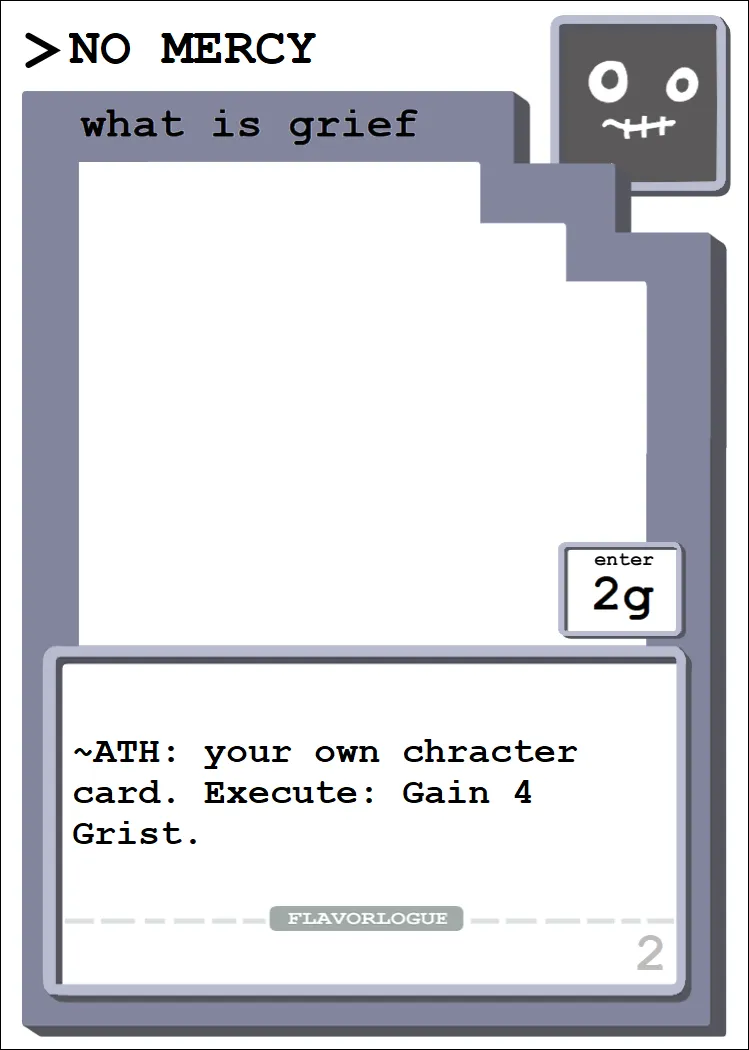 >NO MERCY
what is grief
enter
2g
~ATH: your own chracter
card. Execute: Gain 4
Grist.
FLAVORLOGUE
2